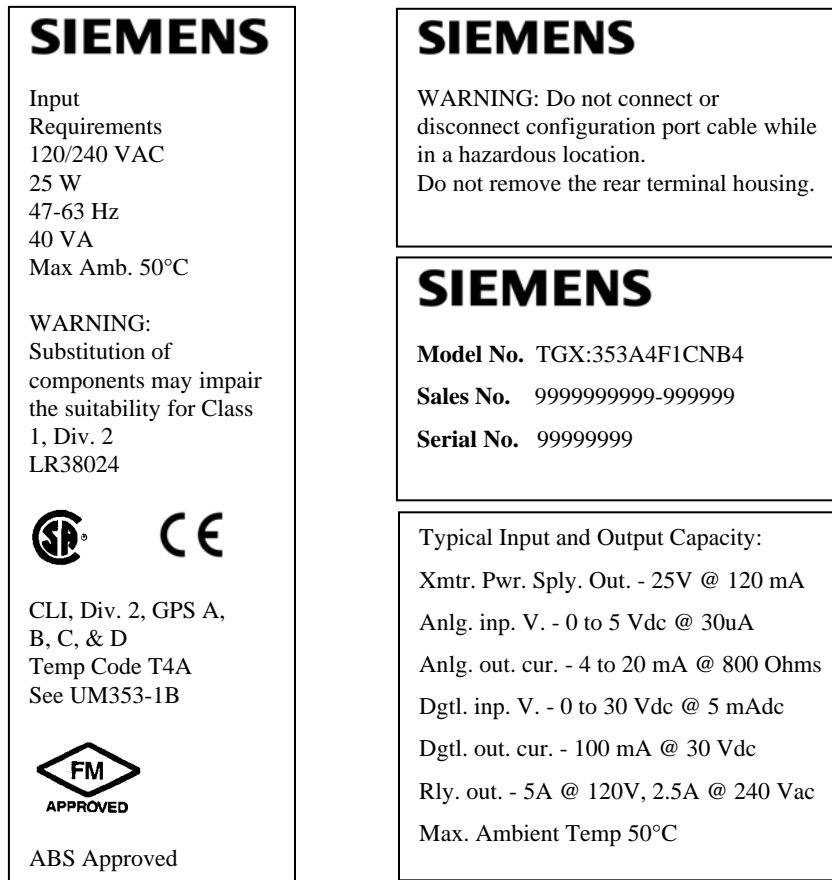 SIEMENS
Input
Requirements
120/240 VAC
25 W
47-63 Hz
40 VA
Max Amb. 50°C
WARNING:
Substitution of
components may impair
the suitability for Class
1, Div. 2
LR38024
SA ®
CE
CLI, Div. 2, GPS A,
B, C, & D
Temp Code T4A
See UM353-1B
FM
APPROVED
ABS Approved
SIEMENS
WARNING: Do not connect or
disconnect configuration port cable while
in a hazardous location.
Do not remove the rear terminal housing.
SIEMENS
Model No. TGX:353A4F1CNB4
Sales No. 9999999999-999999
Serial No. 99999999
Typical Input and Output Capacity:
Xmtr. Pwr. Sply. Out. - 25V @ 120 mA
Anlg. inp. V. - 0 to 5 Vdc @ 30uA
Anlg. out. cur. - 4 to 20 mA @ 800 Ohms
Dgtl. inp. V. - 0 to 30 Vdc @ 5 mAdc
Dgtl. out. cur. - 100 mA @ 30 Vdc
Rly. out. - 5A @ 120V, 2.5A @ 240 Vac
Max. Ambient Temp 50°C